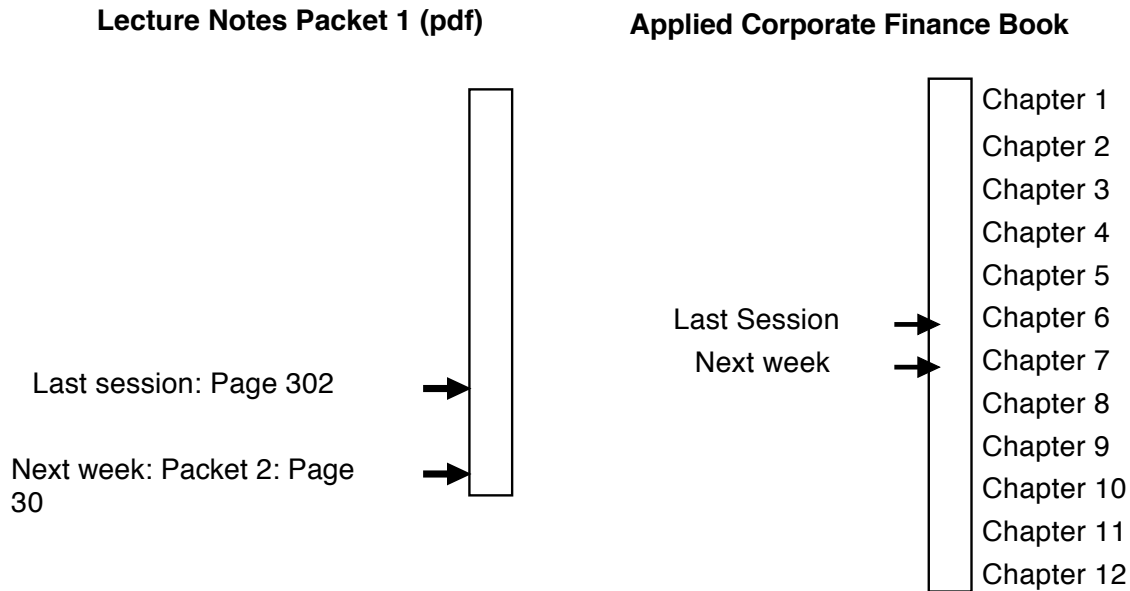 Lecture Notes Packet 1 (pdf)
Applied Corporate Finance Book
Last session: Page 302
Next week: Packet 2: Page
30
Last Session
Next week
Chapter 1
Chapter 2
Chapter 3
Chapter 4
Chapter 5
Chapter 6
Chapter 7
Chapter 8
Chapter 9
Chapter 10
Chapter 11
Chapter 12